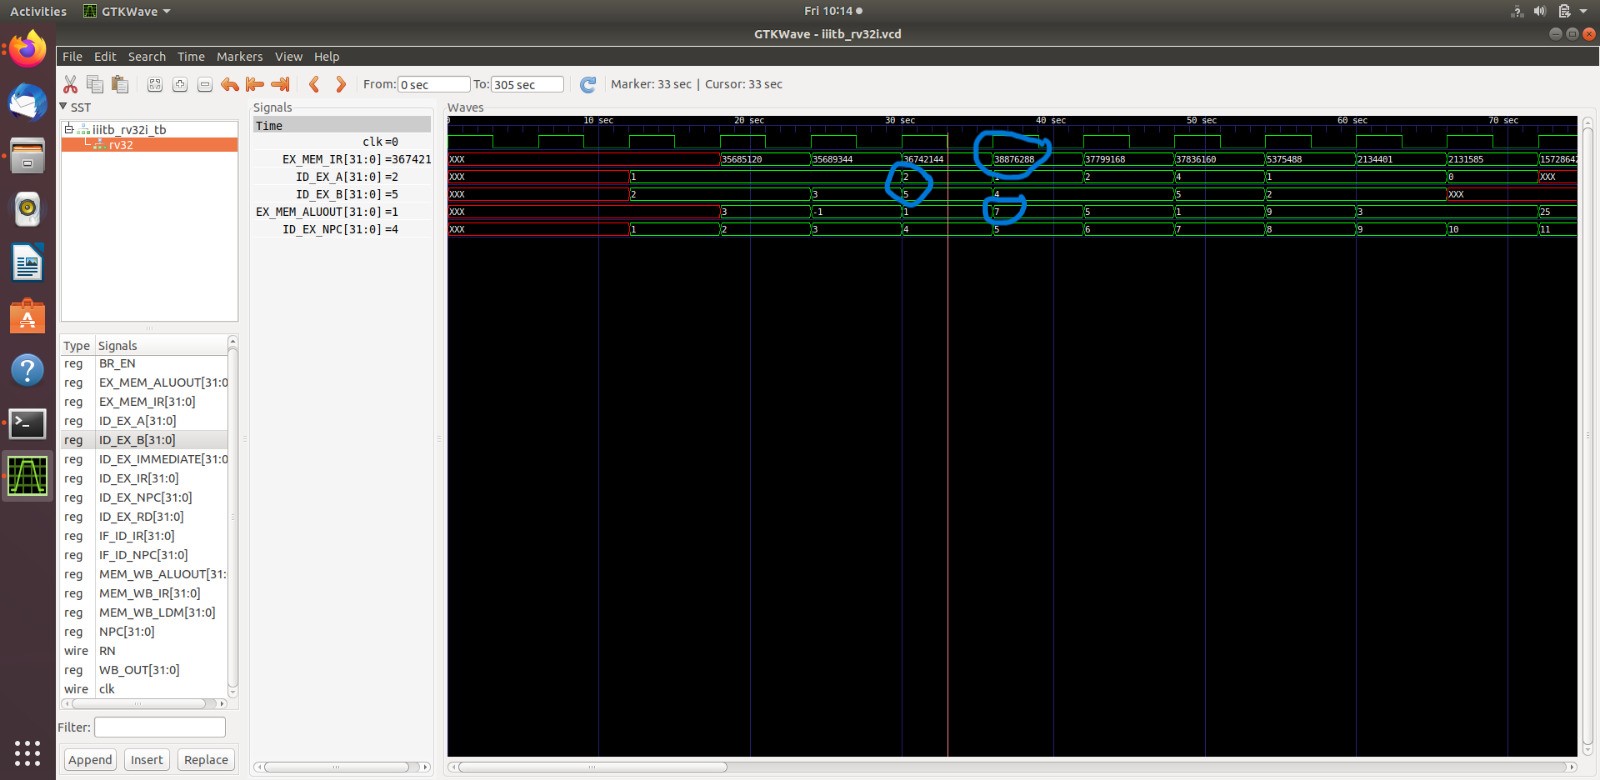 Activities GTKWave Fri 10:14
GTKWave - iiitb_rv32i.vcd
File Edit Search Time Markers View Help
From: 0 sec To: 305 sec Marker: 33 sec | Cursor: 33 sec
SST
iiitb_rv32i_tb
rv32
Type Signals
reg BR_EN
reg EX_MEM_ALUOUT[31:0
reg EX_MEM_IR[31:0]
reg ID_EX_A[31:0]
reg ID_EX_B[31:0]
reg ID_EX_IMMEDIATE[31:0
reg ID_EX_IR[31:0]
reg ID_EX_NPC[31:0]
reg ID_EX_RD[31:0]
reg IF_ID_IR[31:0]
reg IF_ID_NPC[31:0]
reg MEM_WB_ALUOUT[31:
reg MEM_WB_IR[31:0]
reg MEM_WB_LDM[31:0]
reg NPC[31:0]
wire RN
reg WB_OUT[31:0]
wire clk
Filter:
Append Insert Replace
Signals
Time
clk=0
EX_MEM_IR[31:0]=367421
ID_EX_A[31:0]=2
ID_EX_B[31:0]=5
EX_MEM_ALUOUT[31:0]=1
ID_EX_NPC[31:0]=4
Waves
10 sec 20 sec 30 sec 40 sec 50 sec 60 sec 70 sec
XXX 35685120 35689344 36742144 38876288 37799168 37836160 5375488 2134401 2131585 15728642
XXX 1 2 1 2 4 1 0 XXX
XXX 2 3 5 4 5 2 XXX
XXX 3 -1 1 7 5 1 9 3 25
XXX 1 2 3 4 5 6 7 8 9 10 11